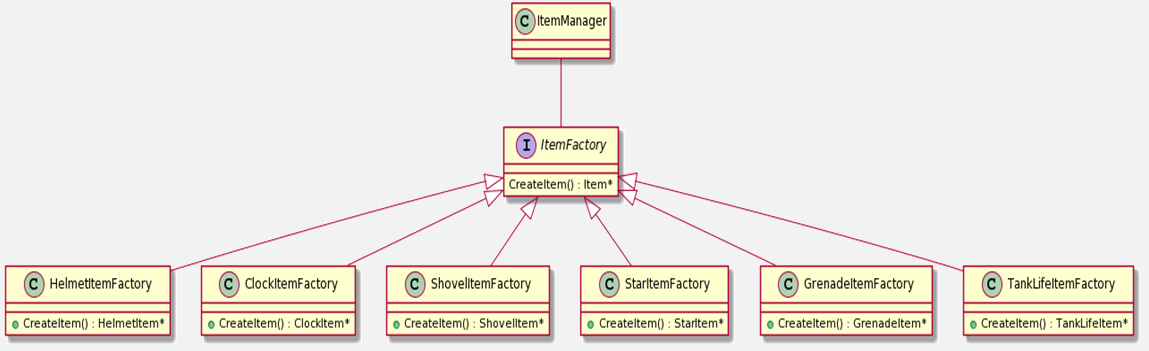 C ItemManager
I ItemFactory
CreateItem() : Item*
C HelmetItemFactory
CreateItem() : HelmetItem*
C ClockItemFactory
CreateItem() : ClockItem*
C ShovelItemFactory
CreateItem() : ShovelItem*
C StarItemFactory
CreateItem() : StarItem*
C GrenadeItemFactory
CreateItem() : GrenadeItem*
C TankLifeItemFactory
CreateItem() : TankLifeItem*